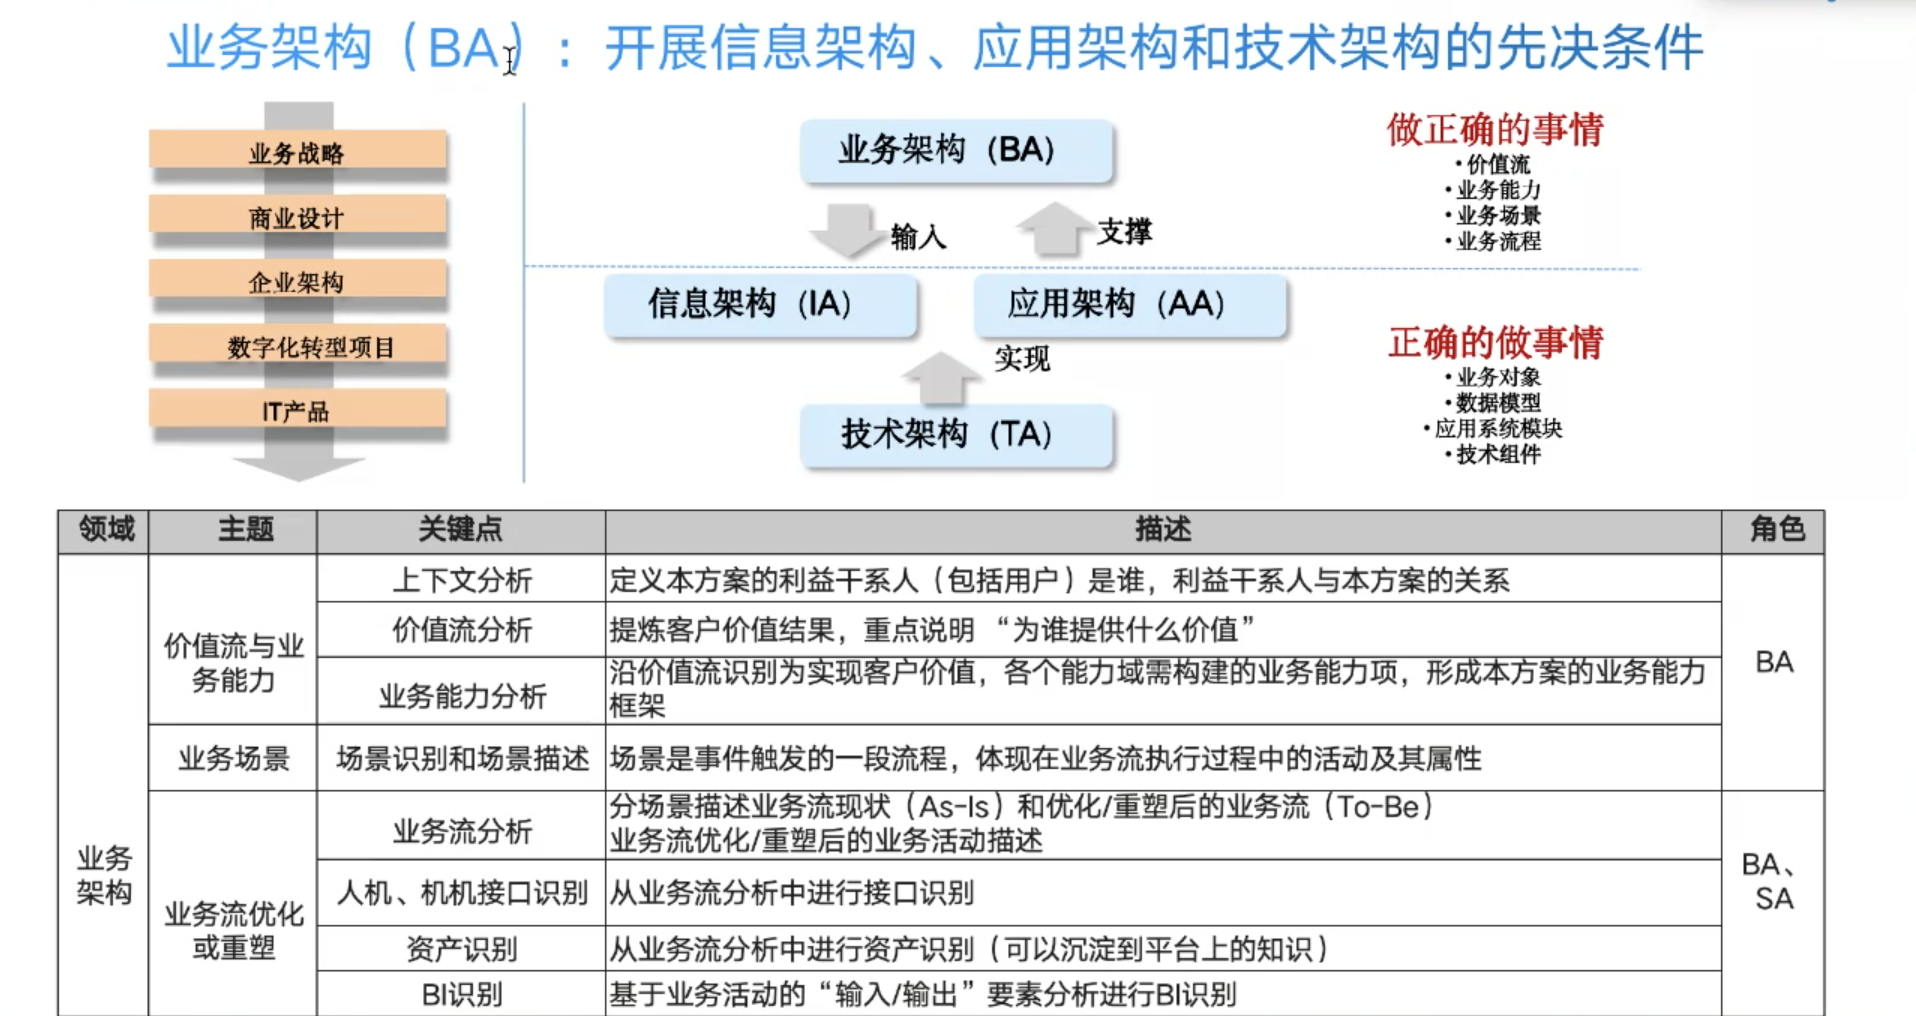 业务架构（BA）：开展信息架构、应用架构和技术架构的先决条件
业务战略
商业设计
企业架构
数字化转型项目
IT产品
业务架构（BA）
输入
支撑
信息架构（IA）
应用架构（AA）
实现
技术架构（TA）
做正确的事情
•价值流
•业务能力
•业务场景
•业务流程
正确的做事情
•业务对象
•数据模型
•应用系统模块
•技术组件
领域 主题 关键点 描述 角色
业务
架构
价值流与业
务能力
上下文分析 定义本方案的利益干系人（包括用户）是谁，利益干系人与本方案的关系
价值流分析 提炼客户价值结果，重点说明 “为谁提供什么价值”
业务能力分析 沿价值流识别为实现客户价值，各个能力域需构建的业务能力项，形成本方案的业务能力
框架
BA
业务场景 场景识别和场景描述 场景是事件触发的一段流程，体现在业务流执行过程中的活动及其属性
业务流优化
或重塑
业务流分析 分场景描述业务流现状（As-Is）和优化/重塑后的业务流（To-Be）
业务流优化/重塑后的业务活动描述
人机、机机接口识别 从业务流分析中进行接口识别
资产识别 从业务流分析中进行资产识别（可以沉淀到平台上的知识）
BI识别 基于业务活动的“输入/输出”要素分析进行BI识别
BA、
SA